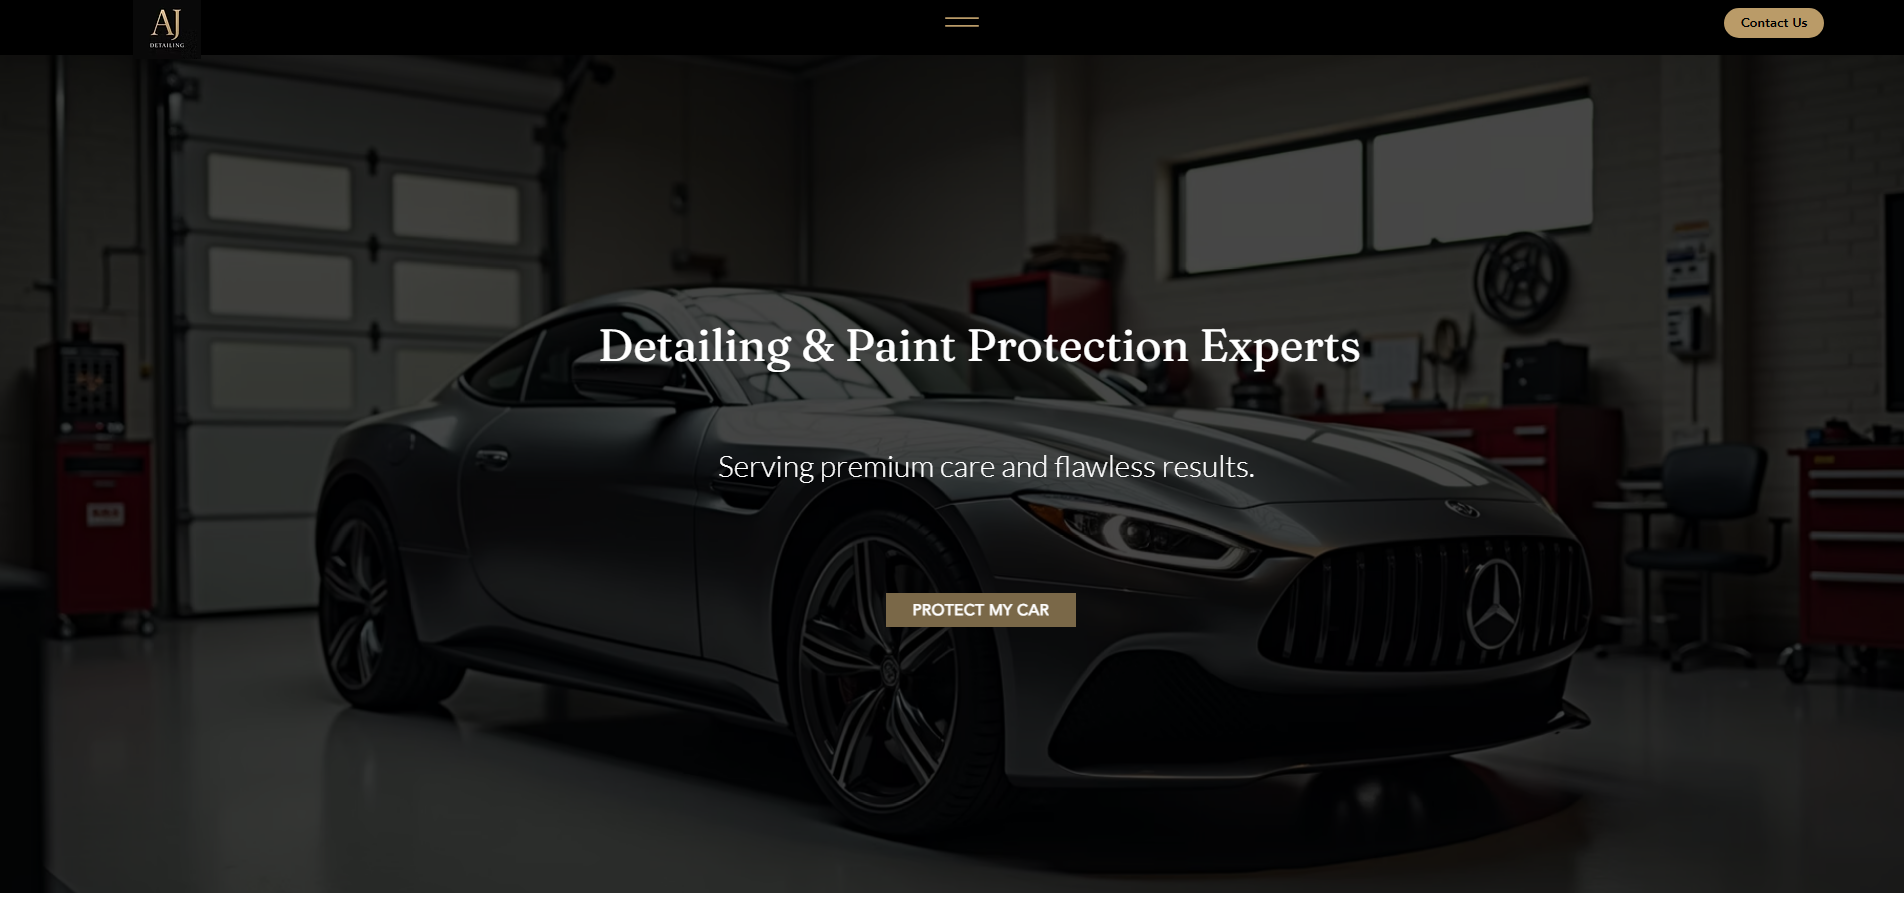 AJ
DETAILING
Contact Us
Detailing & Paint Protection Experts
Serving premium care and flawless results.
PROTECT MY CAR